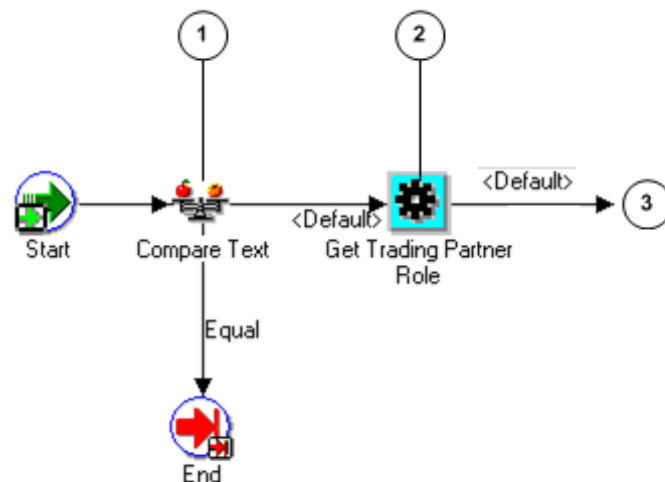 1
2
<Default>
3
<Default>
Start
Compare Text
Get Trading Partner
Role
Equal
End